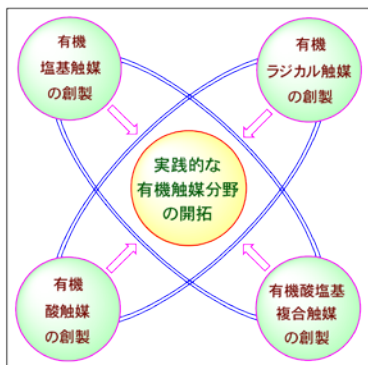 有機
塩基触媒
の創製
有機
ラジカル触媒
の創製
実践的な
有機触媒分野
の開拓
有機
酸触媒
の創製
有機酸塩基
複合触媒
の創製